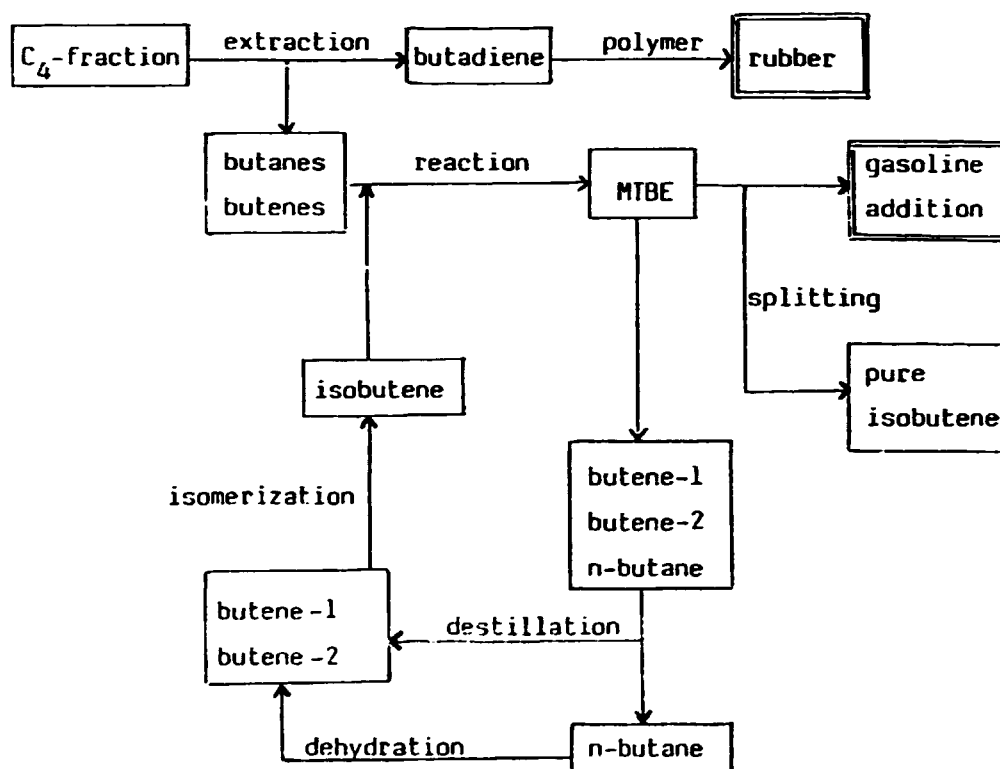 C4-fraction
extraction
butadiene
polymer
rubber
butanes
butenes
reaction
MTBE
gasoline
addition
splitting
pure
isobutene
isobutene
isomerization
butene-1
butene-2
n-butane
butene-1
butene-2
destillation
dehydration
n-butane